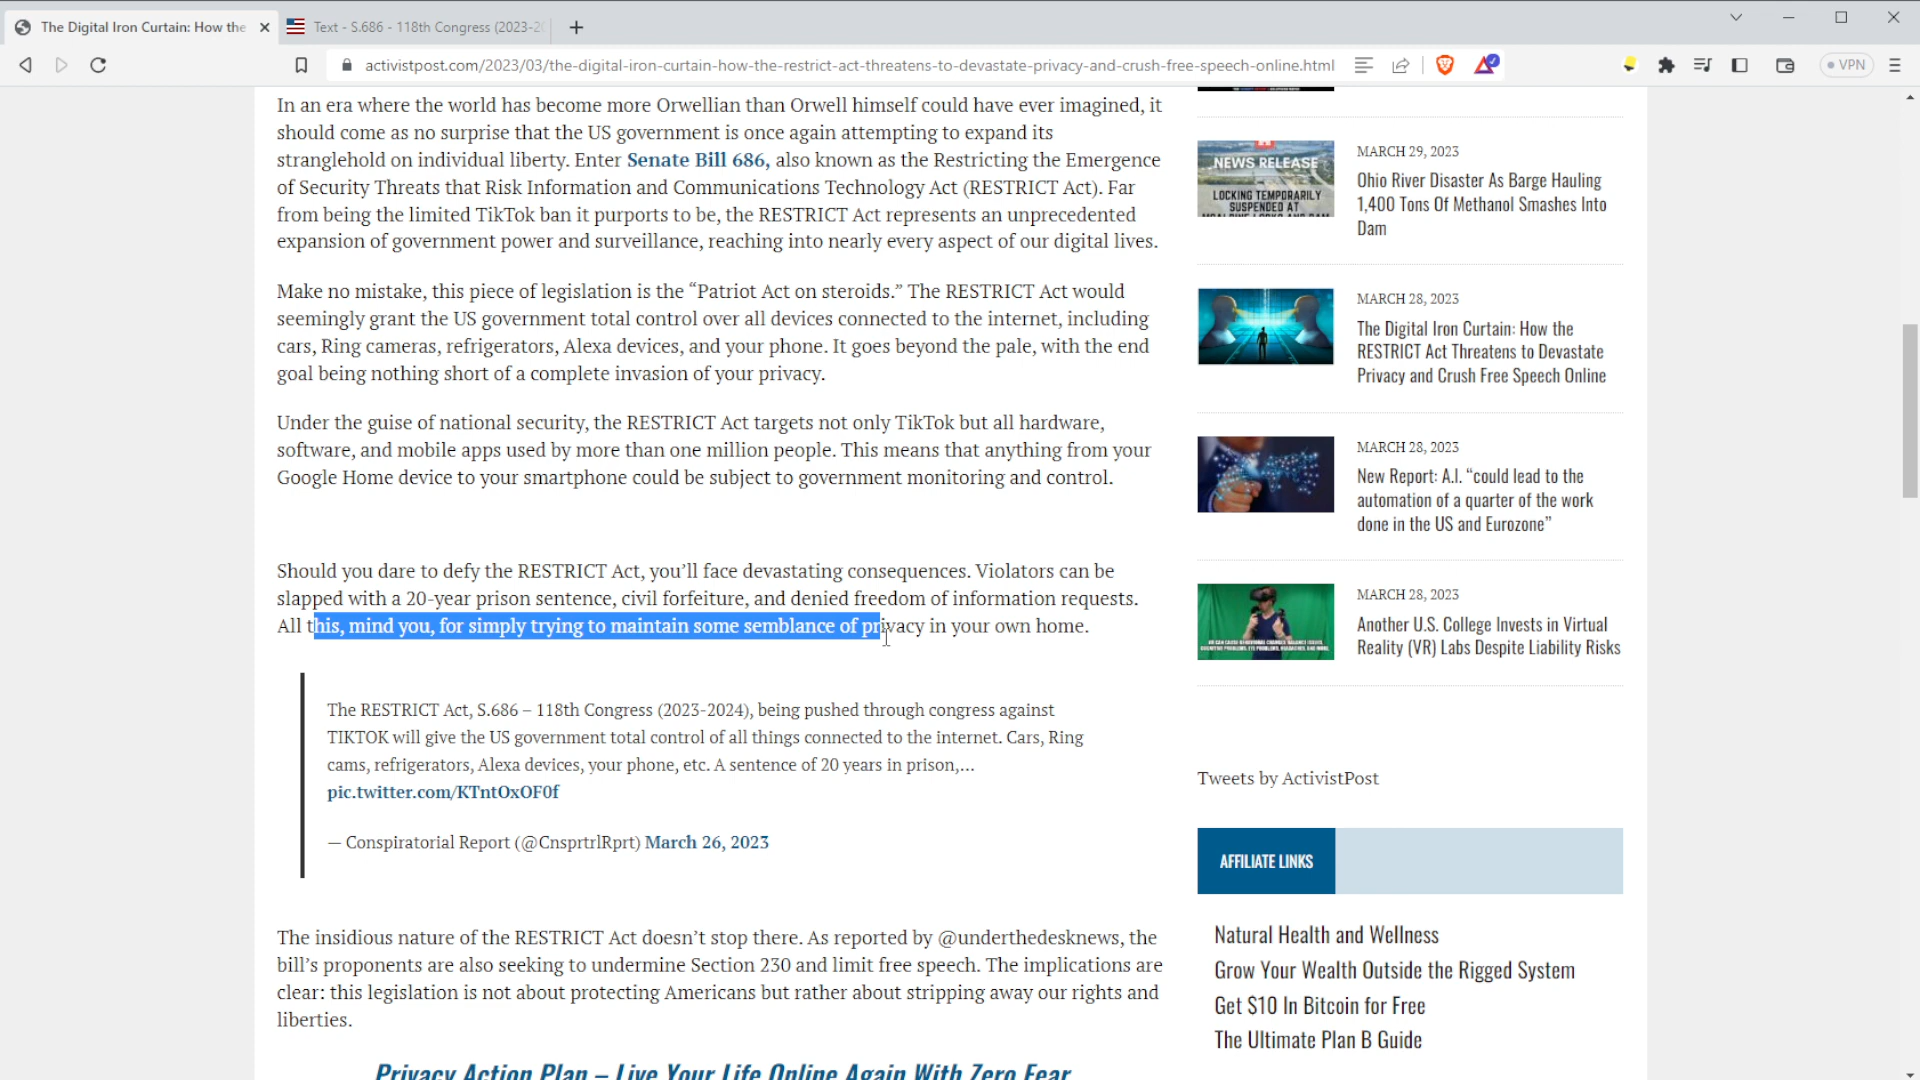 The Digital Iron Curtain: How the
Text - S.686 - 118th Congress (2023-2
activistpost.com/2023/03/the-digital-iron-curtain-how-the-restrict-act-threatens-to-devastate-privacy-and-crush-free-speech-online.html
VPN
In an era where the world has become more Orwellian than Orwell himself could have ever imagined, it
should come as no surprise that the US government is once again attempting to expand its
stranglehold on individual liberty. Enter Senate Bill 686, also known as the Restricting the Emergence
of Security Threats that Risk Information and Communications Technology Act (RESTRICT Act). Far
from being the limited TikTok ban it purports to be, the RESTRICT Act represents an unprecedented
expansion of government power and surveillance, reaching into nearly every aspect of our digital lives.
Make no mistake, this piece of legislation is the “Patriot Act on steroids.” The RESTRICT Act would
seemingly grant the US government total control over all devices connected to the internet, including
cars, Ring cameras, refrigerators, Alexa devices, and your phone. It goes beyond the pale, with the end
goal being nothing short of a complete invasion of your privacy.
Under the guise of national security, the RESTRICT Act targets not only TikTok but all hardware,
software, and mobile apps used by more than one million people. This means that anything from your
Google Home device to your smartphone could be subject to government monitoring and control.
Should you dare to defy the RESTRICT Act, you’ll face devastating consequences. Violators can be
slapped with a 20-year prison sentence, civil forfeiture, and denied freedom of information requests.
All this, mind you, for simply trying to maintain some semblance of privacy in your own home.
The RESTRICT Act, S.686 – 118th Congress (2023-2024), being pushed through congress against
TIKTOK will give the US government total control of all things connected to the internet. Cars, Ring
cams, refrigerators, Alexa devices, your phone, etc. A sentence of 20 years in prison,…
pic.twitter.com/KTntOxOF0f
— Conspiratorial Report (@CnsprtrlRprt) March 26, 2023
The insidious nature of the RESTRICT Act doesn’t stop there. As reported by @underthedesknews, the
bill’s proponents are also seeking to undermine Section 230 and limit free speech. The implications are
clear: this legislation is not about protecting Americans but rather about stripping away our rights and
liberties.
Privacy Action Plan – Live Your Life Online Again With Zero Fear
NEWS RELEASE
LOCKING TEMPORARILY
SUSPENDED AT
MARCH 29, 2023
Ohio River Disaster As Barge Hauling
1,400 Tons Of Methanol Smashes Into
Dam
MARCH 28, 2023
The Digital Iron Curtain: How the
RESTRICT Act Threatens to Devastate
Privacy and Crush Free Speech Online
MARCH 28, 2023
New Report: A.I. “could lead to the
automation of a quarter of the work
done in the US and Eurozone”
MARCH 28, 2023
Another U.S. College Invests in Virtual
Reality (VR) Labs Despite Liability Risks
Tweets by ActivistPost
AFFILIATE LINKS
Natural Health and Wellness
Grow Your Wealth Outside the Rigged System
Get $10 In Bitcoin for Free
The Ultimate Plan B Guide